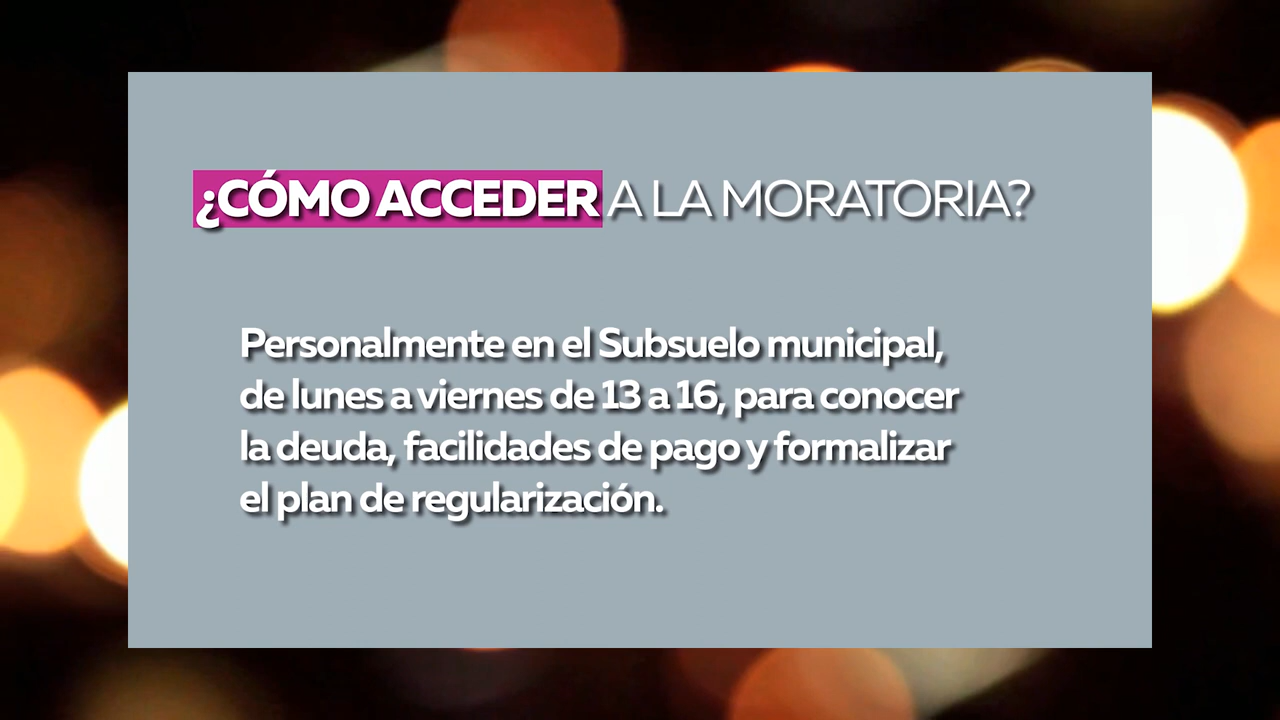 ¿CÓMO ACCEDER A LA MORATORIA?
Personalmente en el Subsuelo municipal,
de lunes a viernes de 13 a 16, para conocer
la deuda, facilidades de pago y formalizar
el plan de regularización.